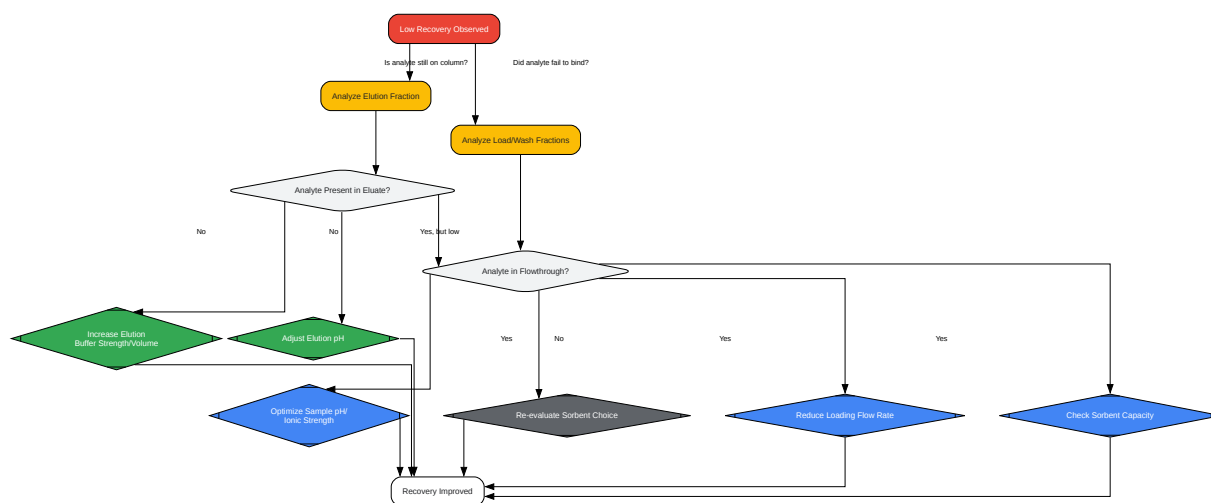 Low Recovery Observed
Is analyte still on column?
Did analyte fail to bind?
Analyze Elution Fraction
Analyze Load/Wash Fractions
Analyte Present in Eluate?
No
No
Yes, but low
Analyte in Flowthrough?
Increase Elution
Buffer Strength/Volume
Adjust Elution pH
Yes
No
Yes
Yes
Optimize Sample pH/
Ionic Strength
Re-evaluate Sorbent Choice
Reduce Loading Flow Rate
Check Sorbent Capacity
Recovery Improved